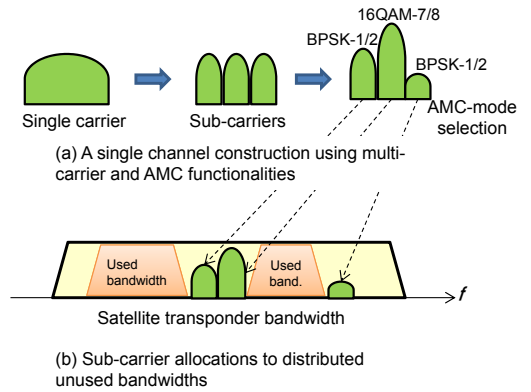 16QAM-7/8
BPSK-1/2
BPSK-1/2
Single carrier
Sub-carriers
AMC-mode
selection
(a) A single channel construction using multi-
carrier and AMC functionalities
Used
bandwidth
Used
band.
f
Satellite transponder bandwidth
(b) Sub-carrier allocations to distributed
unused bandwidths